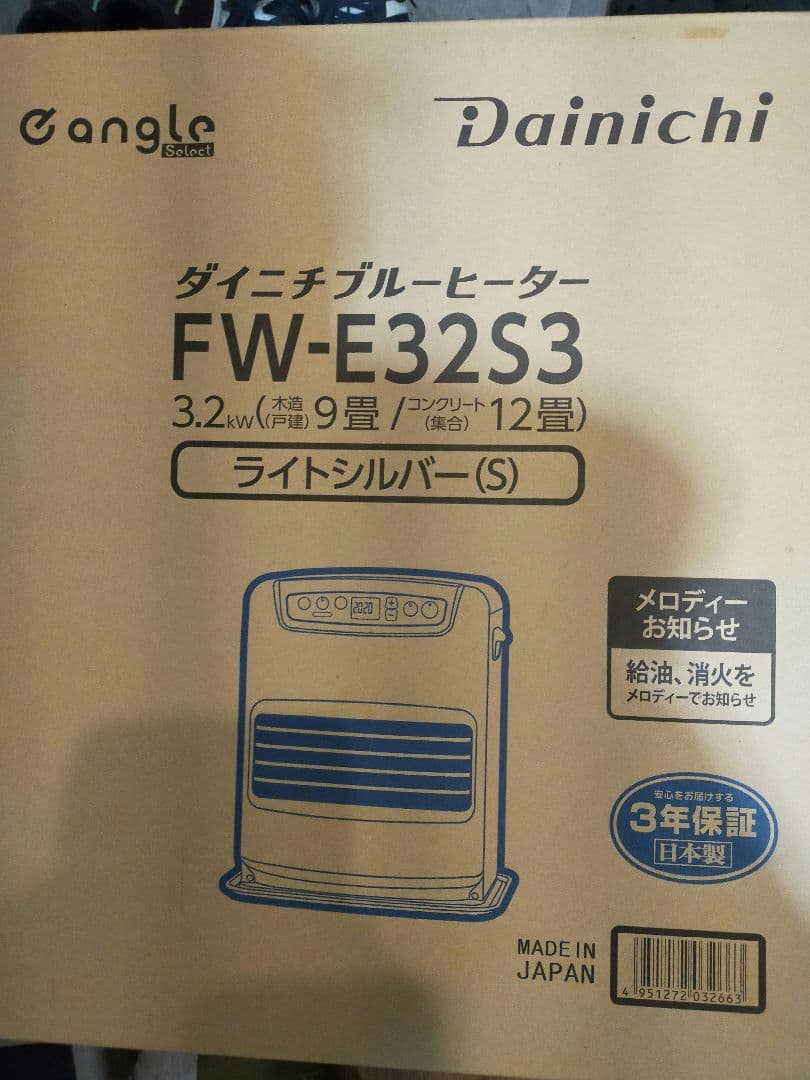 e angle
Select
Dainichi
ダイニチブルーヒーター
FW-E32S3
3.2kW(木造(戸建)9畳/コンクリート(集合)12畳)
ライトシルバー(S)
2020
メロディー
お知らせ
給油、消火を
メロディーでお知らせ
安心をお届けする
3年保証
日本製
MADE IN
JAPAN
4 951272 032663